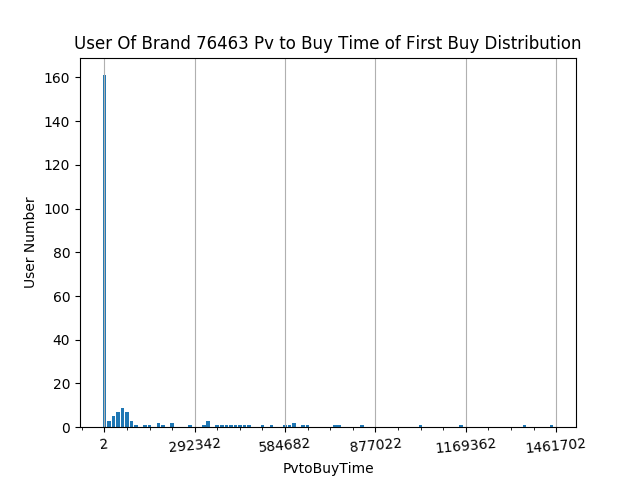 User Of Brand 76463 Pv to Buy Time of First Buy Distribution
160
140
120
100
80
60
40
20
0
User Number
2 292342 584682 877022 1169362 1461702
PvtoBuyTime